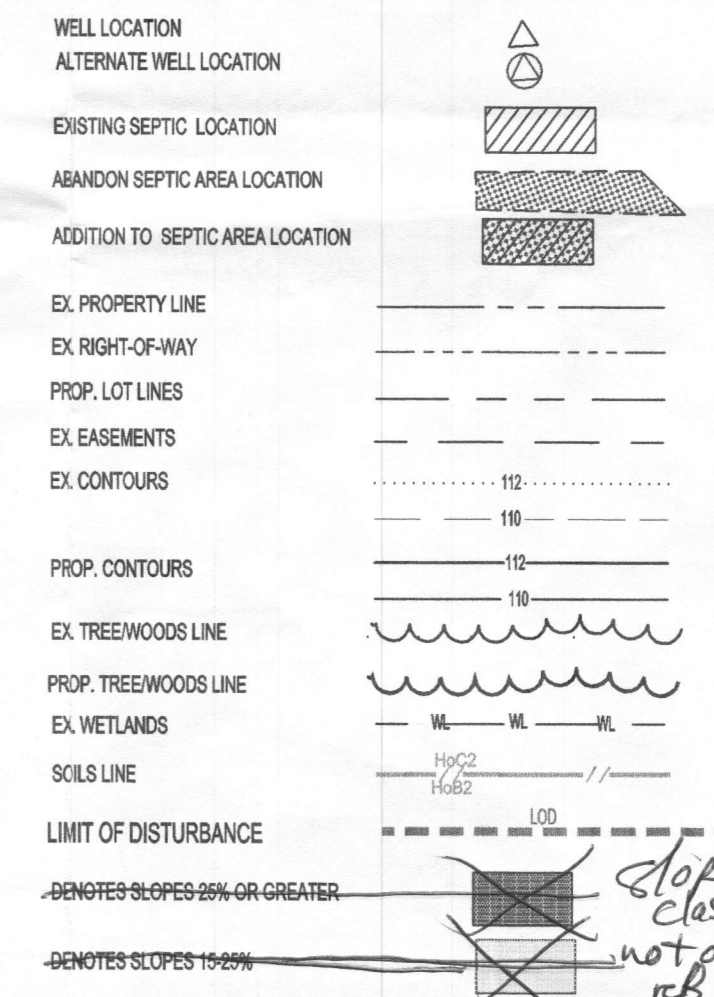 WELL LOCATION
ALTERNATE WELL LOCATION
EXISTING SEPTIC LOCATION
ABANDON SEPTIC AREA LOCATION
ADDITION TO SEPTIC AREA LOCATION
EX. PROPERTY LINE
EX. RIGHT-OF-WAY
PROP. LOT LINES
EX. EASEMENTS
EX. CONTOURS 112
110
PROP. CONTOURS 112
110
EX. TREE/WOODS LINE
PROP. TREE/WOODS LINE
EX. WETLANDS WL WL WL
SOILS LINE HoC2
HoB2
LIMIT OF DISTURBANCE LOD
DENOTES SLOPES 25% OR GREATER
DENOTES SLOPES 15-25%
not